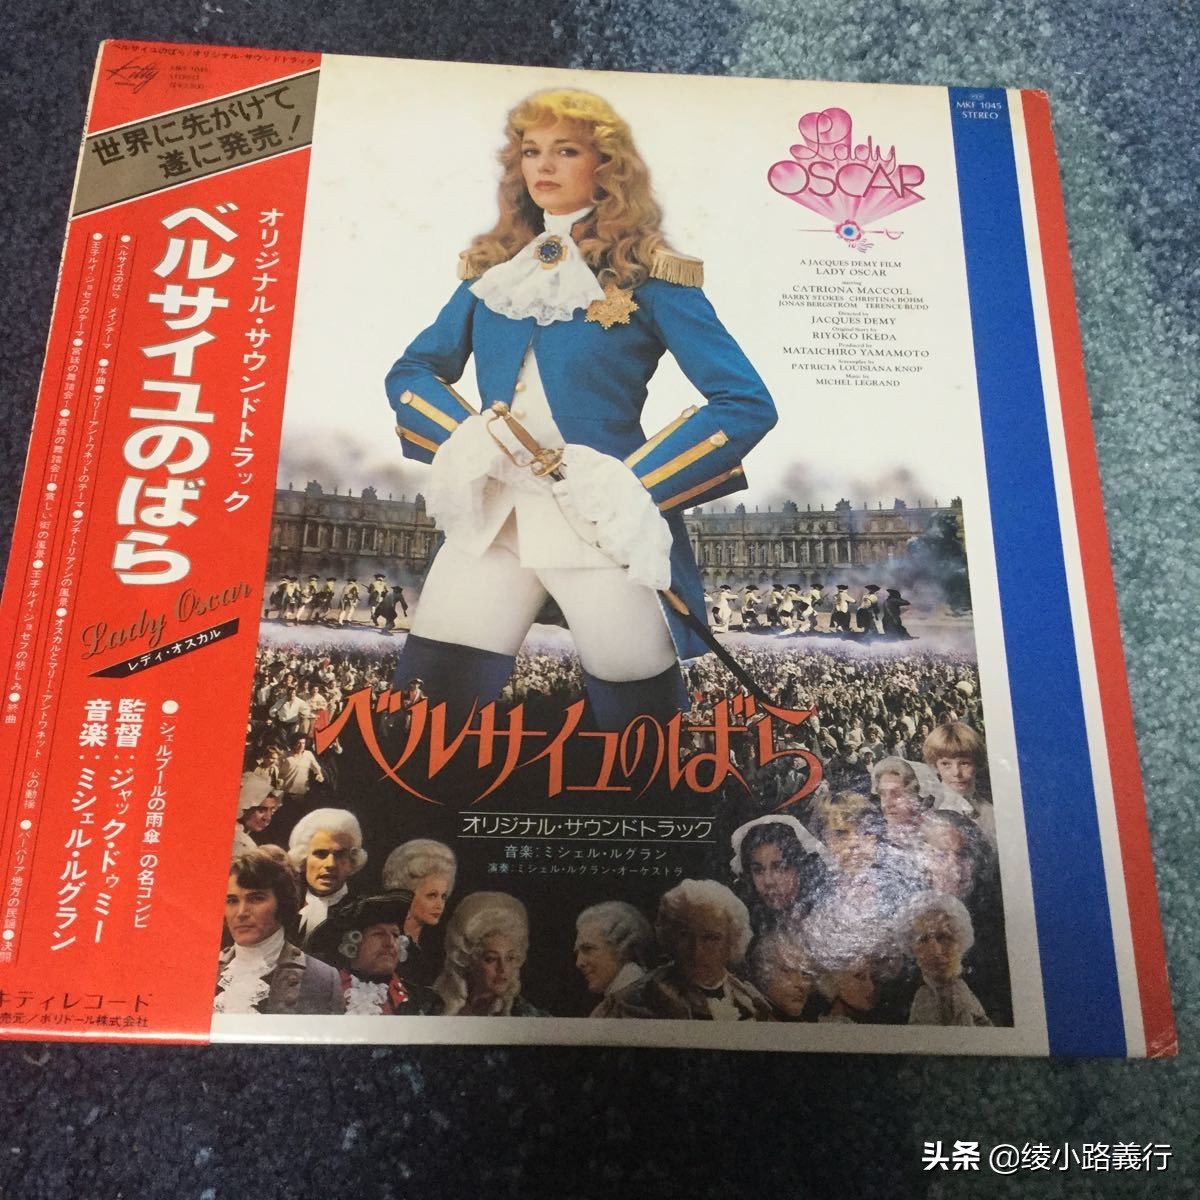 ベルサイユのばら/オリジナル・サウンドトラック
Kitty
MKF 1045
STEREO
世界に先がけて
遂に発売!
オリジナル・サウンドトラック
ベルサイユのばら
Lady Oscar
レディ・オスカル
●ベルサイユのばら メインテーマ ●序曲●マリー・アントワネットのテーマ●プチ・トリアノンの風景●オスカルとマリー・アントワネット 心の動揺 ●バーバリア地方の民謡●決闘
●王子ルイ・ジョセフのテーマ●宮廷の舞踏会I●宮廷の舞踏会II●貧しい街の風景●王子ルイ・ジョセフの悲しみ●終曲
●「シェルブールの雨傘」の名コンビ
監督:ジャック・ドゥミー
音楽:ミシェル・ルグラン
キティレコード
売元/ポリドール株式会社
MKF 1045
STEREO
Lady
OSCAR
A JACQUES DEMY FILM
LADY OSCAR
starring
CATRIONA MACCOLL
BARRY STOKES CHRISTINA BOHM
JONAS BERGSTROM TERENCE BUDD
Directed by
JACQUES DEMY
Original Story by
RIYOKO IKEDA
Produced by
MATAICHIRO YAMAMOTO
Screenplay by
PATRICIA LOUISIANA KNOP
Music by
MICHEL LEGRAND
ベルサイユのばら
オリジナル・サウンドトラック
音楽:ミシェル・ルグラン
演奏:ミシェル・ルグラン・オーケストラ
头条 @绫小路義行